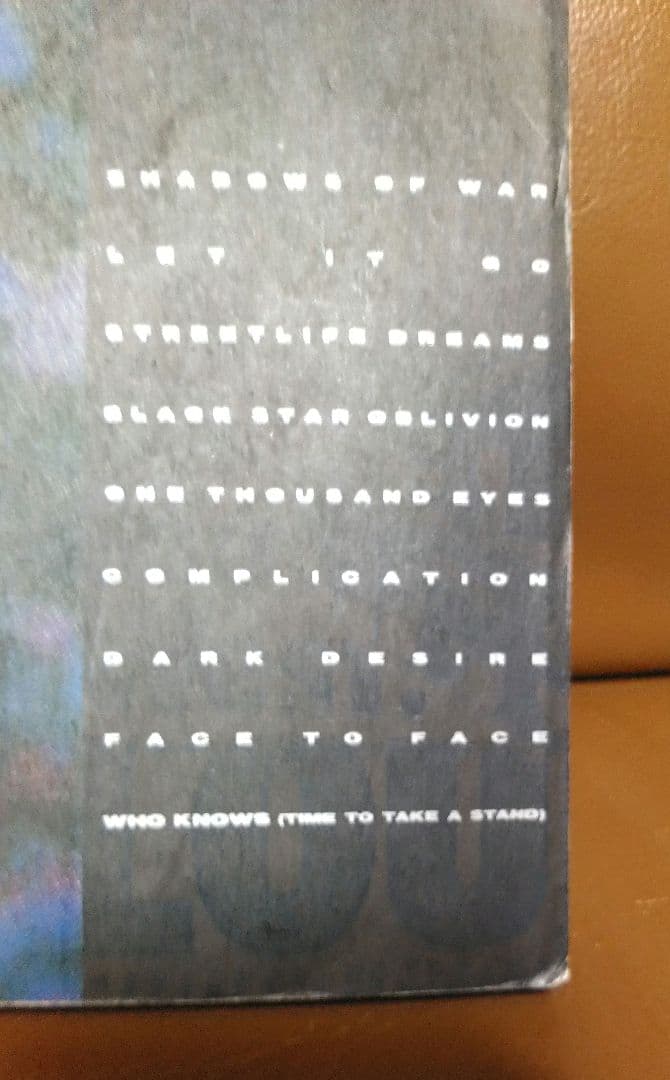 SHADOWS OF WAR
LET IT GO
STREETLIFE DREAMS
BLACK STAR OBLIVION
ONE THOUSAND EYES
COMPLICATION
DARK DESIRE
FACE TO FACE
WHO KNOWS (TIME TO TAKE A STAND)